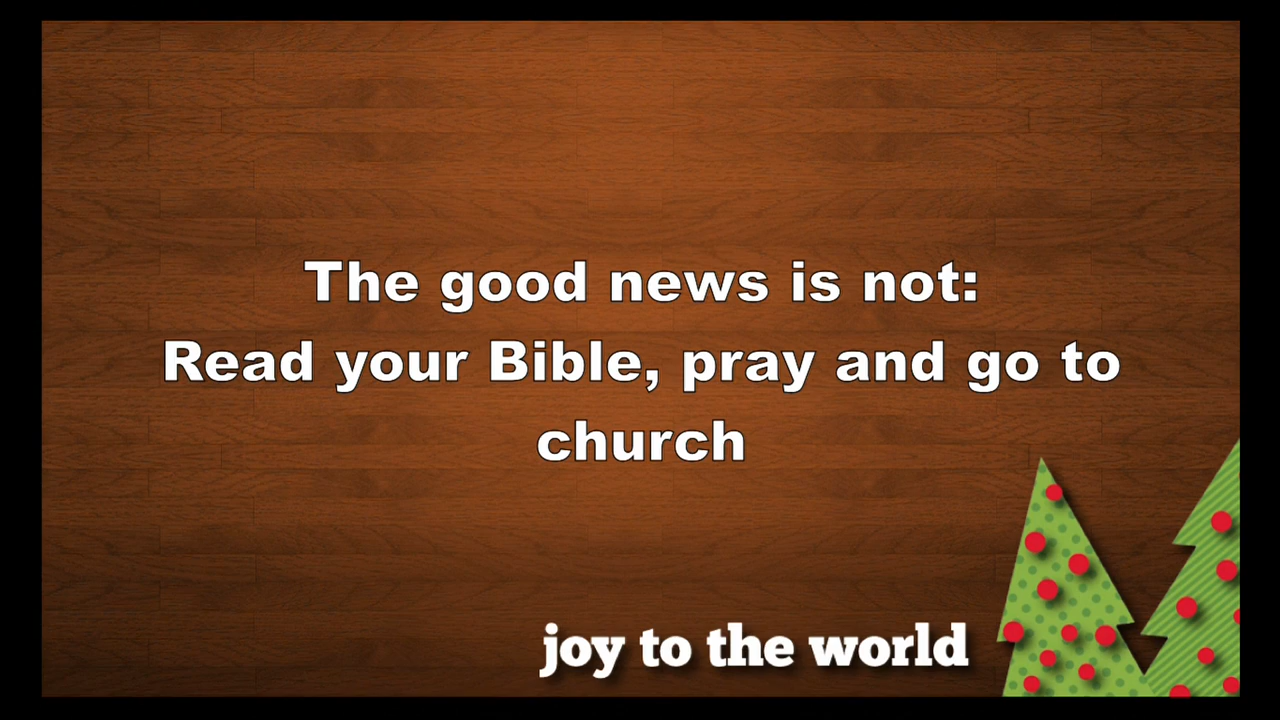 The good news is not:
Read your Bible, pray and go to
church
joy to the world